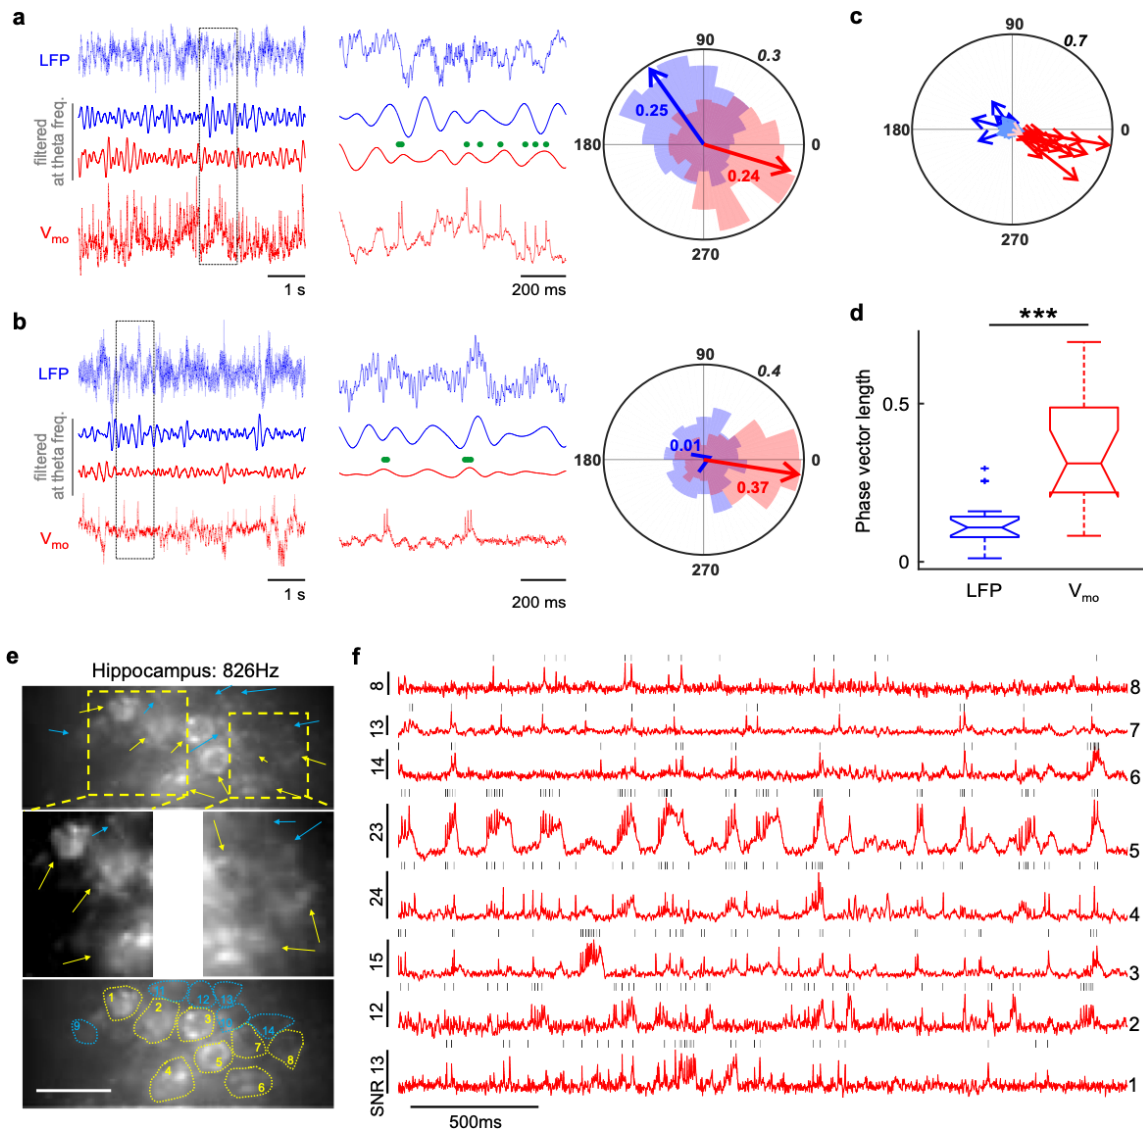 a
LFP
filtered
at theta freq.
Vmo
1 s
200 ms
90
0.3
180
0
270
0.25
0.24
c
90
0.7
180
0
270
b
LFP
filtered
at theta freq.
Vmo
1 s
200 ms
90
0.4
180
0
270
0.01
0.37
d
***
Phase vector length
0.5
0
LFP
Vmo
e
Hippocampus: 826Hz
1
2
3
4
5
6
7
8
9
11
12
13
14
f
8
8
13
7
14
6
23
5
24
4
15
3
12
2
SNR 13
1
500ms